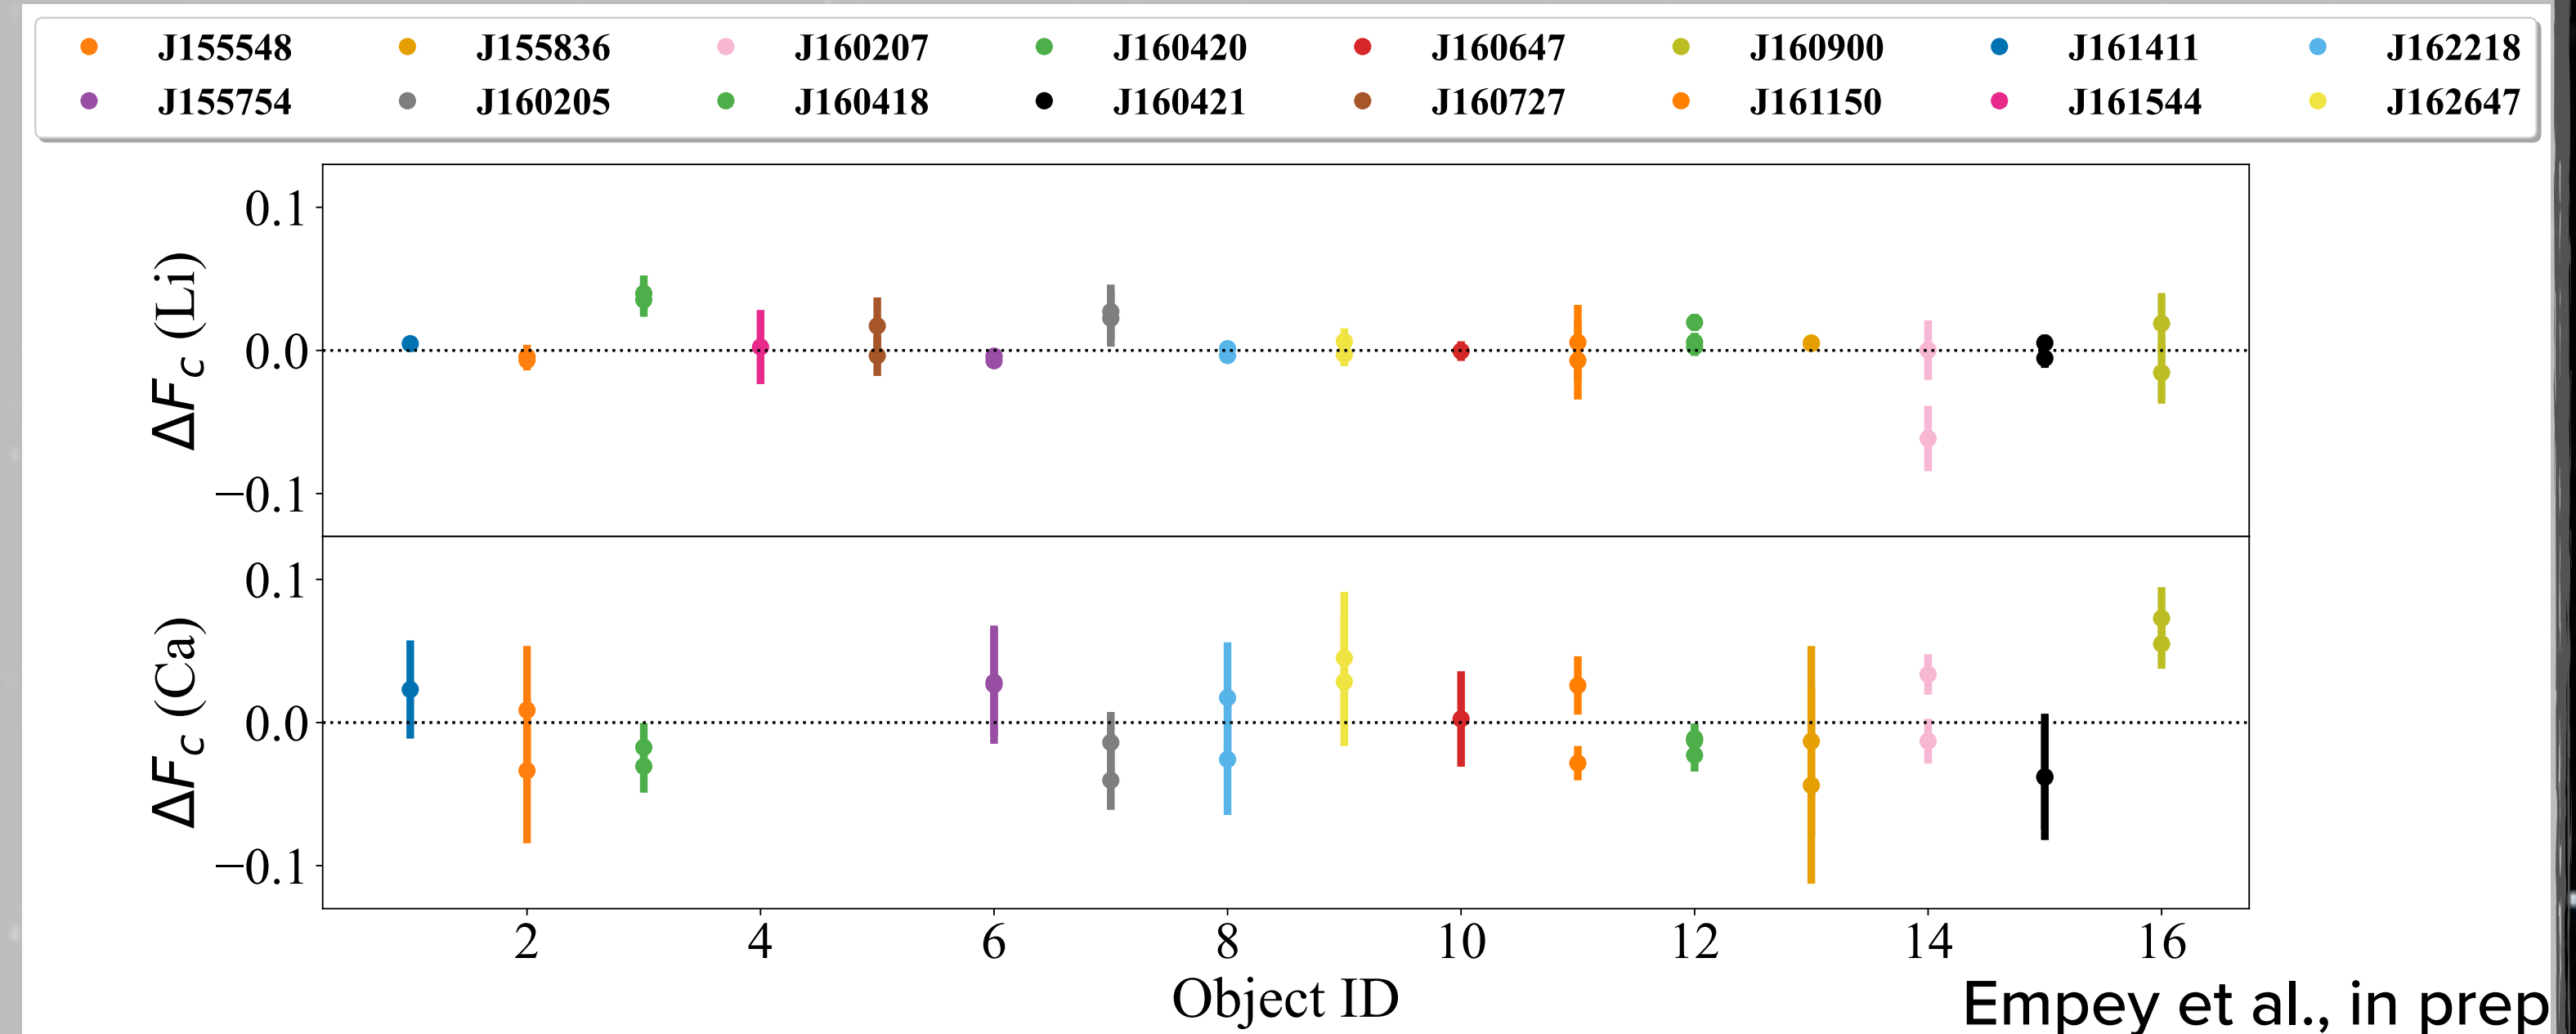 J155548 J155836 J160207 J160420 J160647 J160900 J161411 J162218
J155754 J160205 J160418 J160421 J160727 J161150 J161544 J162647
0.1
0.0
−0.1
ΔF_c (Li)
0.1
0.0
−0.1
ΔF_c (Ca)
2 4 6 8 10 12 14 16
Object ID
Empey et al., in prep